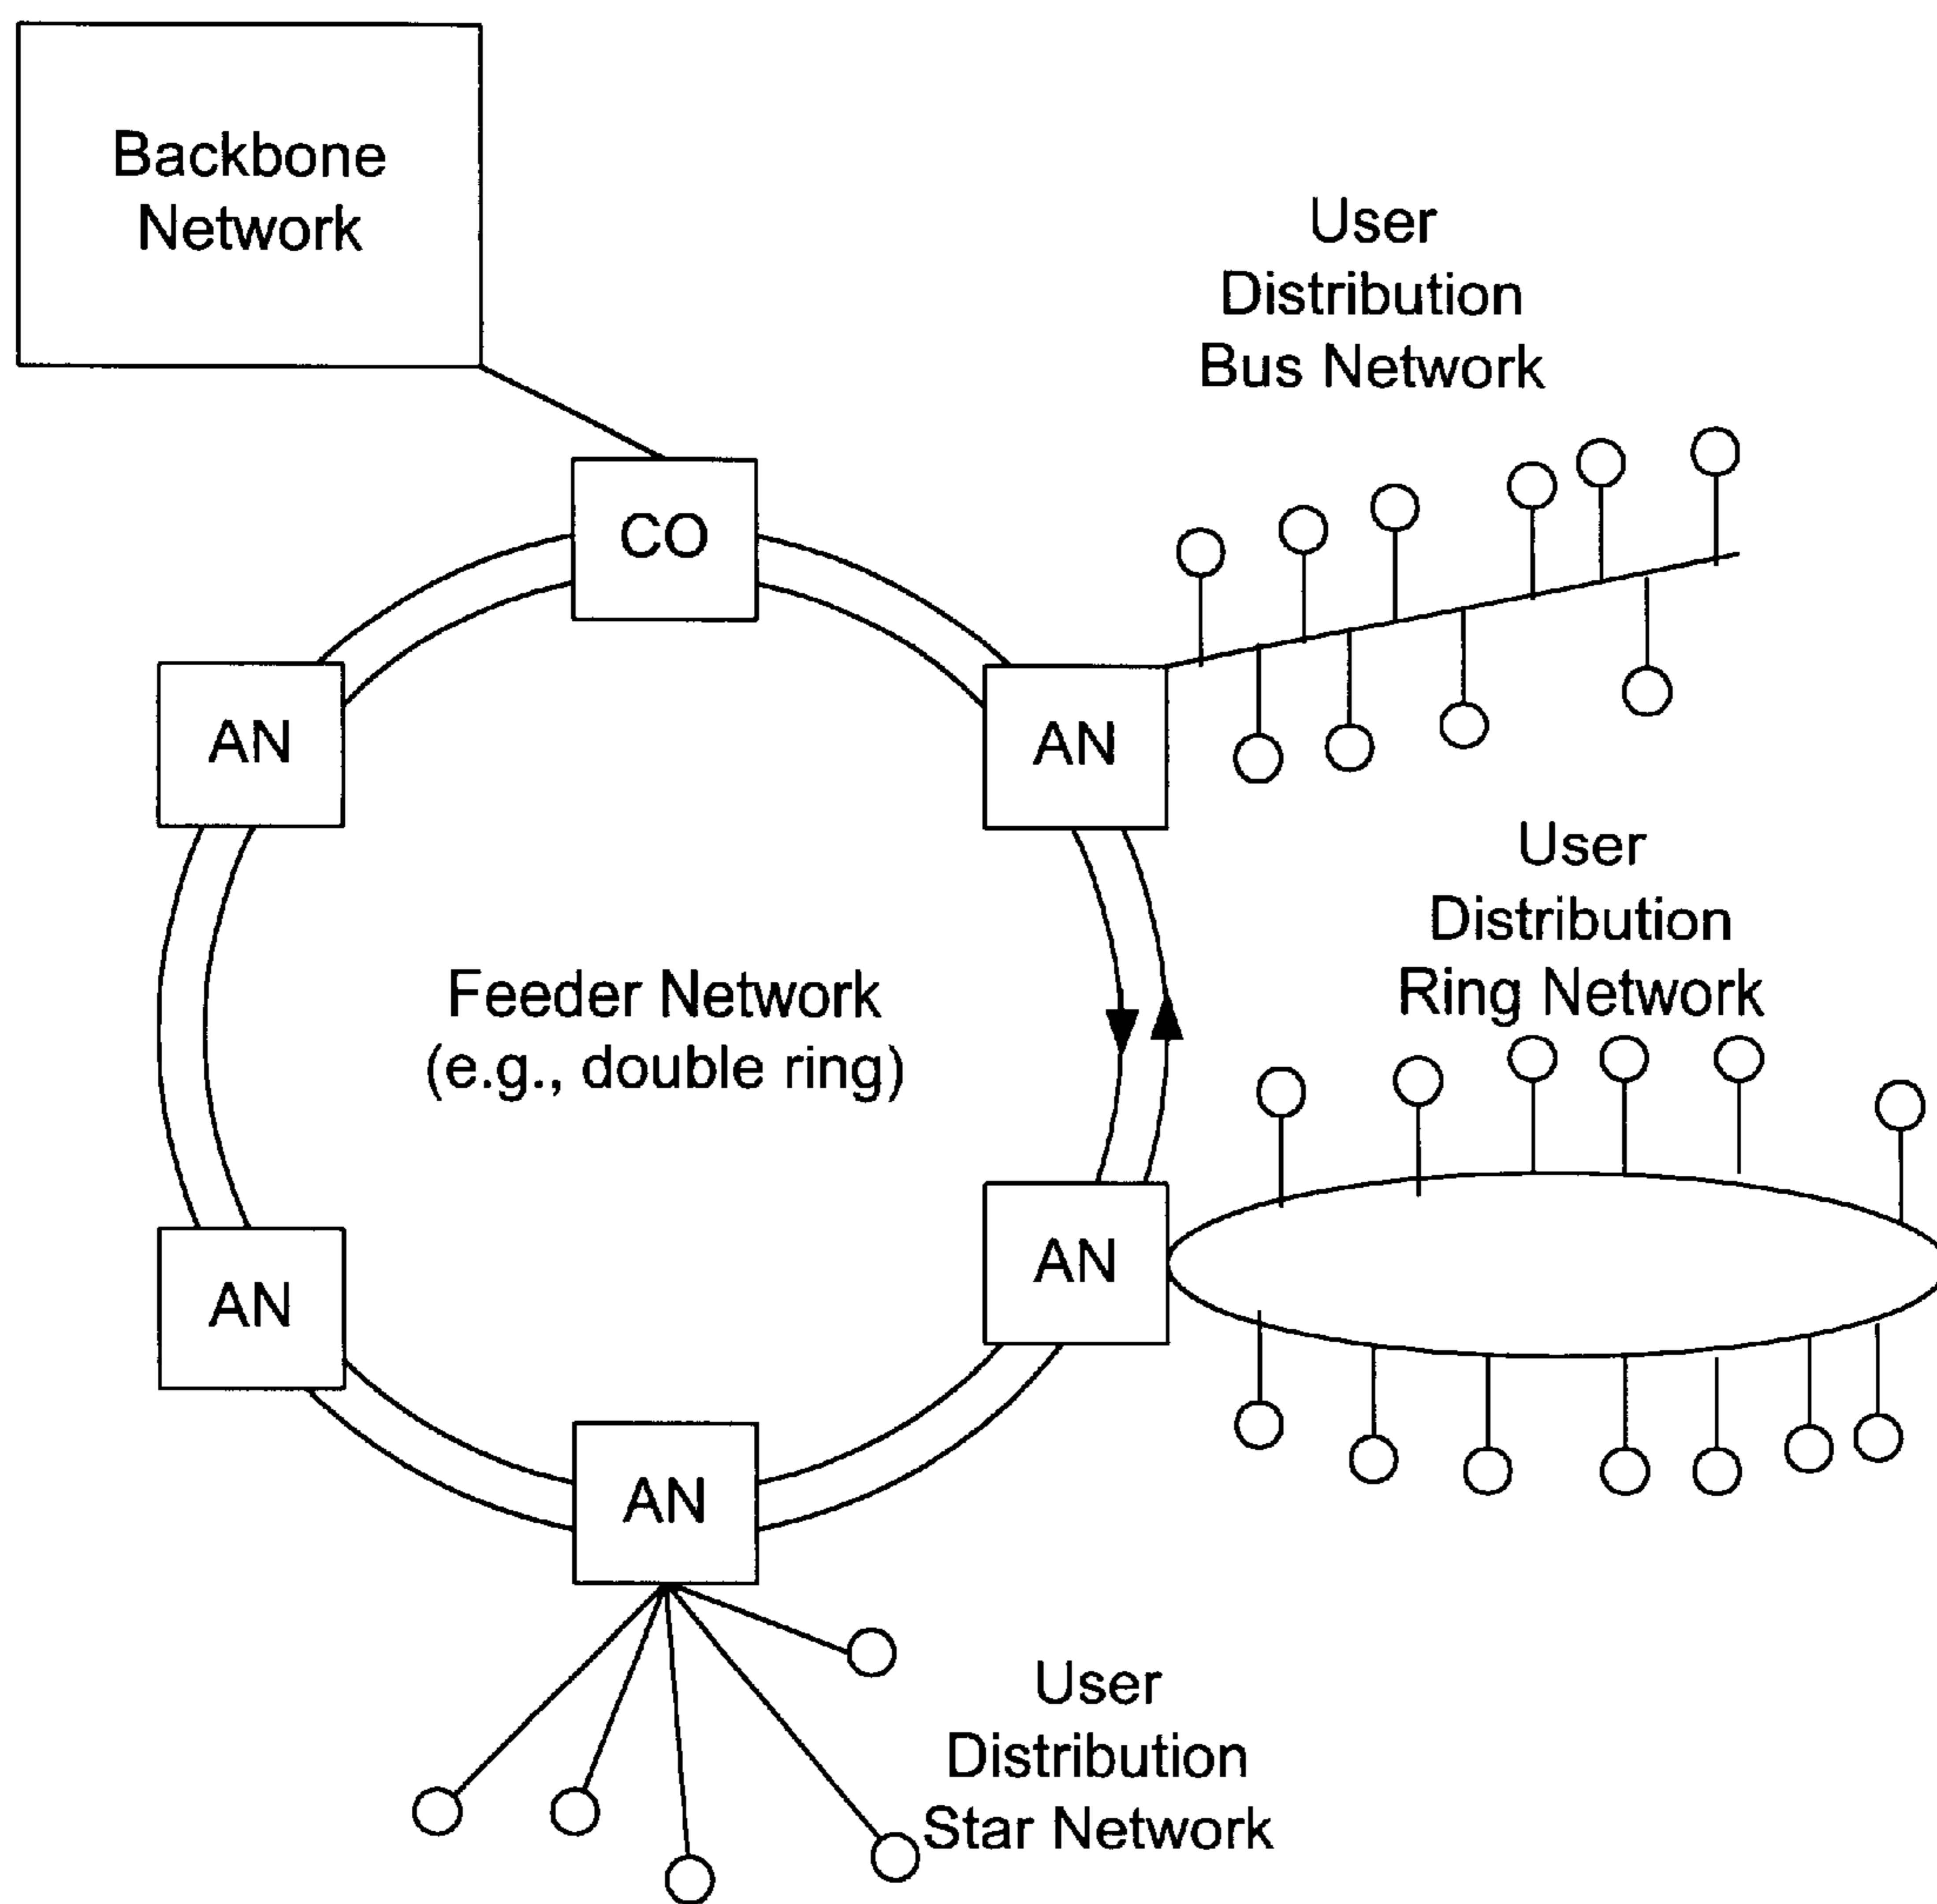 Backbone
Network
User
Distribution
Bus Network
CO
AN
AN
User
Distribution
Ring Network
Feeder Network
(e.g., double ring)
AN
AN
AN
User
Distribution
Star Network